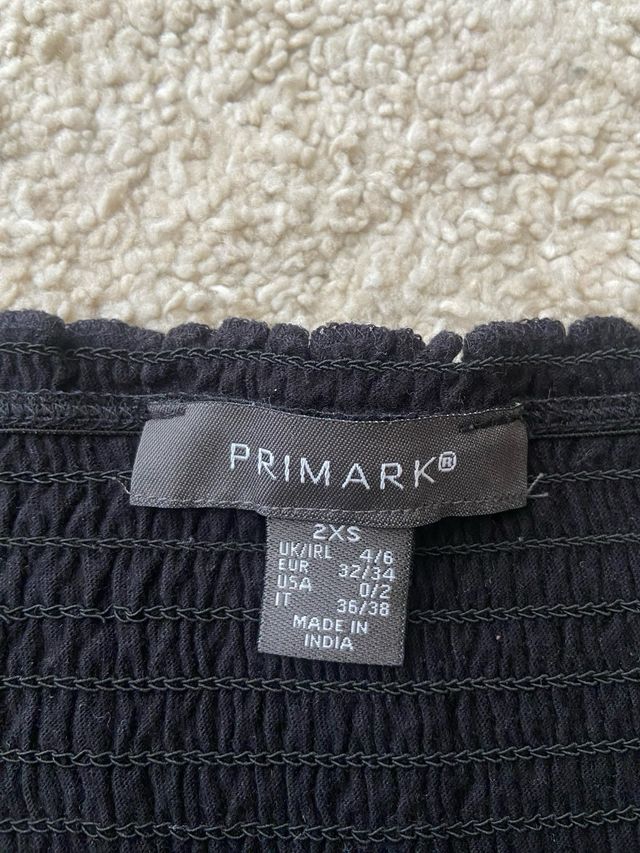 PRIMARK®
2XS
UK/IRL 4/6
EUR 32/34
USA 0/2
IT 36/38
MADE IN
INDIA